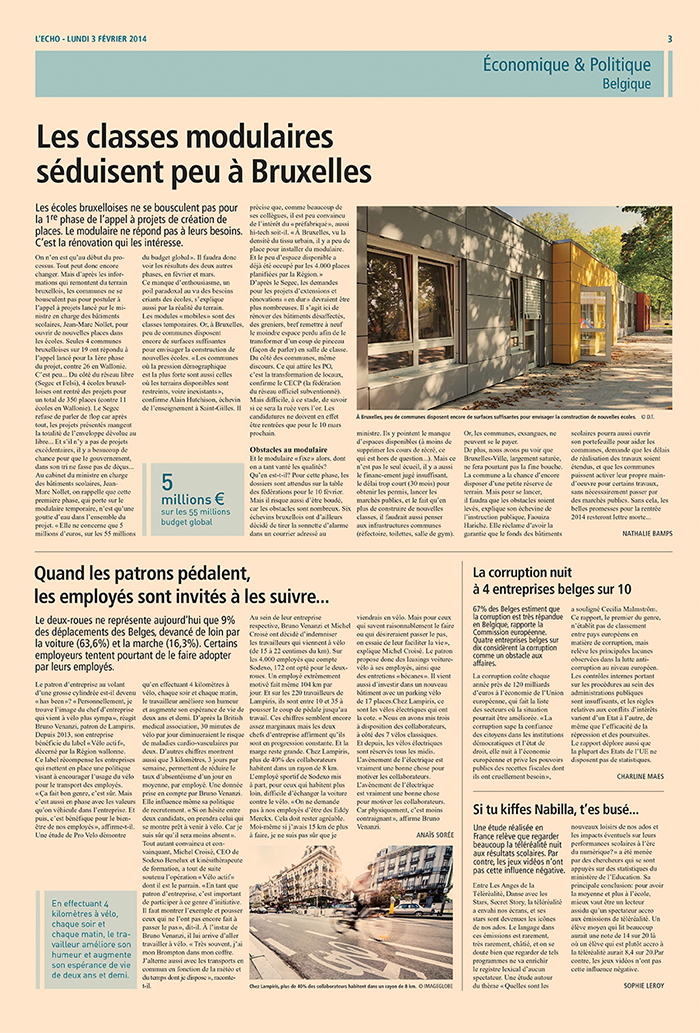 L'ECHO - LUNDI 3 FÉVRIER 2014
3
Économique & Politique
Belgique
Les classes modulaires
séduisent peu à Bruxelles
Les écoles bruxelloises ne se bousculent pas pour
la 1re phase de l'appel à projets de création de
places. Le modulaire ne répond pas à leurs besoins.
C'est la rénovation qui les intéresse.
On n'en est qu'au début du pro-
cessus. Tout peut donc encore
changer. Mais d'après les infor-
mations qui remontent du terrain
bruxellois, les communes ne se
bousculent pas pour postuler à
l'appel à projets lancé par le mi-
nistre en charge des bâtiments
scolaires, Jean-Marc Nollet, pour
ouvrir de nouvelles places dans
les écoles. Seules 4 communes
bruxelloises sur 19 ont répondu à
l'appel lancé pour la 1ère phase
du projet, contre 26 en Wallonie.
C'est peu... Du côté du réseau libre
(Segec et Felsi), 4 écoles bruxel-
loises ont rentré des projets pour
un total de 350 places (contre 11
écoles en Wallonie). Le Segec
refuse de parler de flop car après
tout, les projets présentés mangent
la totalité de l'enveloppe dévolue au
libre... Et s'il n'y a pas de projets
excédentaires, il y a beaucoup de
chance pour que le gouvernement,
dans son tri ne fasse pas de déçus...
Au cabinet du ministre en charge
des bâtiments scolaires, Jean-
Marc Nollet, on rappelle que cette
première phase, qui porte sur le
modulaire temporaire, n'est qu'une
goutte d'eau dans l'ensemble du
projet. « Elle ne concerne que 5
millions d'euros, sur les 55 millions
du budget global ». Il faudra donc
voir les résultats des deux autres
phases, en février et mars.
Ce manque d'enthousiasme, un
poil paradoxal au vu des besoins
criants des écoles, s'explique
aussi par la réalité du terrain.
Les modules « mobiles» sont des
classes temporaires. Or, à Bruxelles,
peu de communes disposent
encore de surfaces suffisantes
pour envisager la construction de
nouvelles écoles. « Les communes
où la pression démographique
est la plus forte sont aussi celles
où les terrains disponibles sont
restreints, voire inexistants»,
confirme Alain Hutchison, échevin
de l'enseignement à Saint-Gilles. Il
5
millions €
sur les 55 millions
budget global
précise que, comme beaucoup de
ses collègues, il est peu convaincu
de l'intérêt du « préfabriqué», aussi
hi-tech soit-il. « À Bruxelles, vu la
densité du tissu urbain, il y a peu de
place pour installer du modulaire.
Et le peu d'espace disponible a
déjà été occupé par les 4.000 places
planifiées par la Région.»
D'après le Segec, les demandes
pour les projets d'extensions et
rénovations «en dur» devraient être
plus nombreuses. Il s'agit ici de
rénover des bâtiments désaffectés,
des greniers, bref remettre à neuf
le moindre espace perdu afin de le
transformer d'un coup de pinceau
(façon de parler) en salle de classe.
Du côté des communes, même
discours. Ce qui attire les PO,
c'est la transformation de locaux,
confirme le CECP (la fédération
du réseau officiel subventionné).
Mais difficile, à ce stade, de savoir
si ce sera la ruée vers l'or. Les
candidatures ne doivent en effet
être rentrées que pour le 10 mars
prochain.
Obstacles au modulaire
Et le modulaire «fixe» alors, dont
on a tant vanté les qualités?
Qu'en est-il? Pour cette phase, les
dossiers sont attendus sur la table
des fédérations pour le 10 février.
Mais il risque aussi d'être boudé,
car les obstacles sont nombreux. Six
échevins bruxellois ont d'ailleurs
décidé de tirer la sonnette d'alarme
dans un courrier adressé au
À Bruxelles, peu de communes disposent encore de surfaces suffisantes pour envisager la construction de nouvelles écoles. © D.T.
ministre. Ils y pointent le manque
d'espaces disponibles (à moins de
supprimer les cours de récré, ce
qui est hors de question...). Mais ce
n'est pas le seul écueil, il y a aussi
le finance-ment jugé insuffisant,
le délai trop court (30 mois) pour
obtenir les permis, lancer les
marchés publics, et le fait qu'en
plus de construire de nouvelles
classes, il faudrait aussi penser
aux infrastructures communes
(réfectoire, toilettes, salle de gym).
Or, les communes, exsangues, ne
peuvent se le payer.
De plus, nous avons pu voir que
Bruxelles-Ville, largement saturée,
ne fera pourtant pas la fine bouche.
La commune a la chance d'encore
disposer d'une petite réserve de
terrain. Mais pour se lancer,
il faudra que les obstacles soient
levés, explique son échevine de
l'instruction publique, Faouzia
Hariche. Elle réclame d'avoir la
garantie que le fonds des bâtiments
scolaires pourra aussi ouvrir
son portefeuille pour aider les
communes, demande que les délais
de réalisation des travaux soient
étendus, et que les communes
puissent activer leur propre main-
d'oeuvre pour certains travaux,
sans nécessairement passer par
des marchés publics. Sans cela, les
belles promesses pour la rentrée
2014 resteront lettre morte...
NATHALIE BAMPS
Quand les patrons pédalent,
les employés sont invités à les suivre...
Le deux-roues ne représente aujourd'hui que 9%
des déplacements des Belges, devancé de loin par
la voiture (63,6%) et la marche (16,3%). Certains
employeurs tentent pourtant de le faire adopter
par leurs employés.
Le patron d'entreprise au volant
d'une grosse cylindrée est-il devenu
« has been»? «Personnellement, je
trouve l'image du chef d'entreprise
qui vient à vélo plus sympa», réagit
Bruno Venanzi, patron de Lampiris.
Depuis 2013, son entreprise
bénéficie du label «Vélo actif»,
décerné par la Région wallonne.
Ce label récompense les entreprises
qui mettent en place une politique
visant à encourager l'usage du vélo
pour le transport des employés.
«Ça fait bon genre, c'est sûr. Mais
c'est aussi en phase avec les valeurs
qu'on véhicule dans l'entreprise. Et
puis, c'est bénéfique pour le bien-
être de nos employés», affirme-t-il.
Une étude de Pro Velo démontre
En effectuant 4
kilomètres à vélo,
chaque soir et
chaque matin, le tra-
vailleur améliore son
humeur et augmente
son espérance de vie
de deux ans et demi.
qu'en effectuant 4 kilomètres à
vélo, chaque soir et chaque matin,
le travailleur améliore son humeur
et augmente son espérance de vie de
deux ans et demi. D'après la British
medical association, 30 minutes de
vélo par jour diminueraient le risque
de maladies cardio-vasculaires par
deux. D'autres chiffres montrent
aussi que 3 kilomètres, 3 jours par
semaine, permettent de réduire le
taux d'absentéisme d'un jour en
moyenne, par employé. Une donnée
prise en compte par Bruno Venanzi.
Elle influence même sa politique
de recrutement. «Si on hésite entre
deux candidats, on prendra celui qui
se montre prêt à venir à vélo. Car je
suis sûr qu'il sera moins absent».
Tout autant convaincu et con-
vainquant, Michel Croisé, CEO de
Sodexo Benelux et kinésithérapeute
de formation, a tout de suite
soutenu l'opération «Vélo actif»
dont il est le parrain. «En tant que
patron d'entreprise, c'est important
de participer à ce genre d'initiative.
Il faut montrer l'exemple et pousser
ceux qui ne l'ont pas encore fait à
passer le pas», dit-il. À l'instar de
Bruno Venanzi, il lui arrive d'aller
travailler à vélo. « Très souvent, j'ai
mon Brompton dans mon coffre.
J'alterne aussi avec les transports en
commun en fonction de la météo et
du temps dont je dispose », raconte-
t-il.
Au sein de leur entreprise
respective, Bruno Venanzi et Michel
Croisé ont décidé d'indemniser
les travailleurs qui viennent à vélo
(de 15 à 22 centimes du km). Sur
les 4.000 employés que compte
Sodexo, 172 ont opté pour le deux-
roues. Un employé extrêmement
motivé fait même 104 km par
jour. Et sur les 220 travailleurs de
Lampiris, ils sont entre 10 et 35 à
pousser le coup de pédale jusqu'au
travail. Ces chiffres semblent encore
assez marginaux mais les deux
chefs d'entreprise affirment qu'ils
sont en progression constante. Et la
marge reste grande. Chez Lampiris,
plus de 40% des collaborateurs
habitent dans un rayon de 8 km.
L'employé sportif de Sodexo mis
à part, pour ceux qui habitent plus
loin, difficile d'échanger la voiture
contre le vélo. «On ne demande
pas à nos employés d'être des Eddy
Merckx. Cela doit rester agréable.
Moi-même si j'avais 15 km de plus
à faire, je ne suis pas sûr que je
viendrais en vélo. Mais pour ceux
qui savent raisonnablement le faire
ou qui désireraient passer le pas,
on essaie de leur faciliter la vie»,
explique Michel Croisé. Le patron
propose donc des leasings voiture-
vélo à ses employés, ainsi que
des entretiens «bécane». Il vient
aussi d'investir dans un nouveau
bâtiment avec un parking vélo
de 17 places.Chez Lampiris, ce
sont les vélos électriques qui ont
la cote. «Nous en avons mis trois
à disposition des collaborateurs,
à côté des 7 vélos classiques.
Et depuis, les vélos électriques
sont réservés tous les midis.
L'avènement de l'électrique est
vraiment une bonne chose pour
motiver les collaborateurs.
L'avènement de l'électrique
est vraiment une bonne chose
pour motiver les collaborateurs.
Car physiquement, c'est moins
contraignant», affirme Bruno
Venanzi.
ANAÏS SORÉE
Chez Lampiris, plus de 40% des collaborateurs habitent dans un rayon de 8 km. © IMAGEGLOBE
La corruption nuit
à 4 entreprises belges sur 10
67% des Belges estiment que
la corruption est très répandue
en Belgique, rapporte la
Commission européenne.
Quatre entreprises belges sur
dix considèrent la corruption
comme un obstacle aux
affaires.
La corruption coûte chaque
année près de 120 milliards
d'euros à l'économie de l'Union
européenne, qui fait la liste
des secteurs où la situation
pourrait être améliorée. «La
corruption sape la confiance
des citoyens dans les institutions
démocratiques et l'état de
droit, elle nuit à l'économie
européenne et prive les pouvoirs
publics des recettes fiscales dont
ils ont cruellement besoin»,
a souligné Cecilia Malmström.
Ce rapport, le premier du genre,
n'établit pas de classement
entre pays européens en
matière de corruption, mais
relève les principales lacunes
observées dans la lutte anti-
corruption au niveau européen.
Les contrôles internes portant
sur les procédures au sein des
administrations publiques
sont insuffisants, et les règles
relatives aux conflits d'intérêts
varient d'un Etat à l'autre, de
même que l'efficacité de la
répression et des poursuites.
Le rapport déplore aussi que
la plupart des Etats de l'UE ne
disposent pas de statistiques.
CHARLINE MAES
Si tu kiffes Nabilla, t'es busé...
Une étude réalisée en
France relève que regarder
beaucoup la téléréalité nuit
aux résultats scolaires. Par
contre, les jeux vidéos n'ont
pas cette influence négative.
Entre Les Anges de la
Téléréalité, Danse avec les
Stars, Secret Story, la téléréalité
a envahi nos écrans, et ses
stars sont devenues les icônes
de nos ados. Le langage dans
ces émissions est rarement,
très rarement, châtié, et on se
doute bien que regarder de tels
programmes ne va enrichir
le registre lexical d'aucun
spectateur. Une étude autour
du thème «Quelles sont les
nouveaux loisirs de nos ados et
les impacts éventuels sur leurs
performances scolaires à l'ère
du numérique?» a été menée
par des chercheurs qui se sont
appuyés sur des statistiques du
ministère de l'Education. Sa
principale conclusion: pour avoir
la moyenne et plus à l'école,
mieux vaut être un lecteur
assidu qu'un spectateur accro
aux émissions de téléréalité. Un
élève moyen qui lit beaucoup
aurait une note de 14 sur 20 là
où un élève qui est plutôt accro à
la téléréalité aurait 8,4 sur 20.Par
contre, les jeux vidéos n'ont pas
cette influence négative.
SOPHIE LEROY